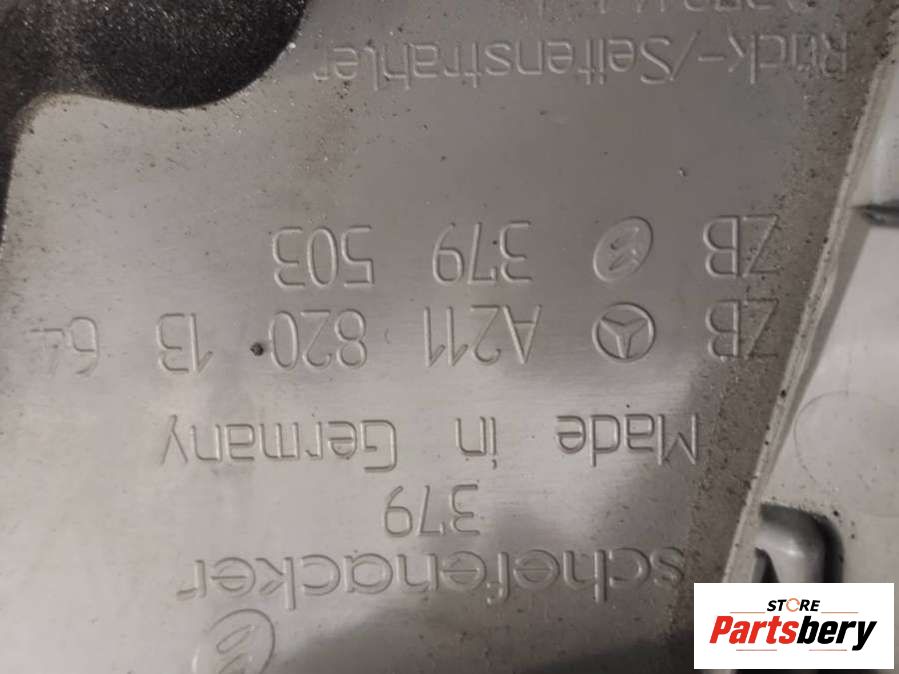 schefenacker
379
Made in Germany
ZB A211 820 13 64
ZB 379 503
Rück-/Seitenstrahler
STORE
Partsbery